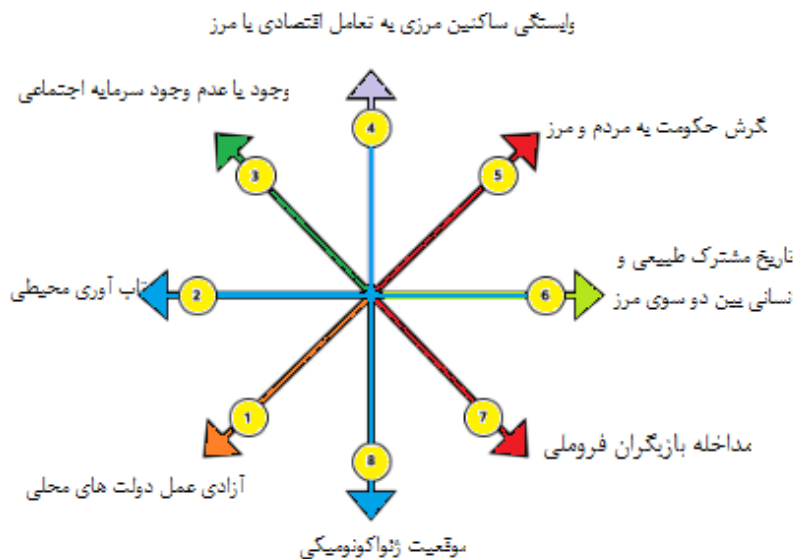 وابستگی ساکنین مرزی به تعامل اقتصادی با مرز
وجود یا عدم وجود سرمایه اجتماعی
4
گرش حکومت به مردم و مرز
3
5
تاریخ مشترک طبیعی و
نسانی بین دو سوی مرز
تاب آوری محیطی
2
6
1
7
مداخله بازیگران فروملی
آزادی عمل دولت های محلی
8
موقعیت ژئواکونومیکی